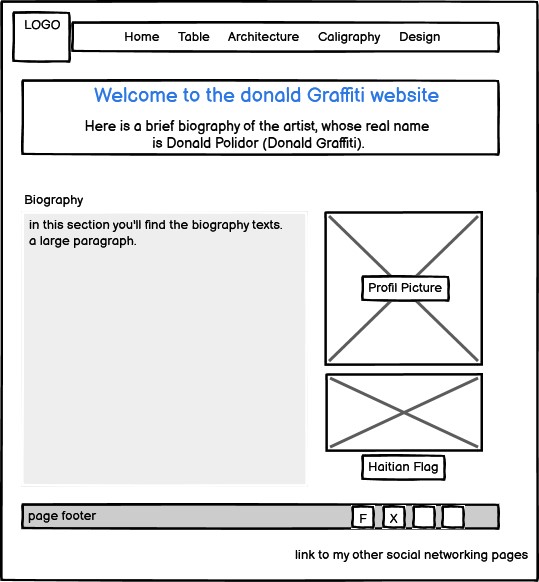 LOGO
Home Table Architecture Caligraphy Design
Welcome to the donald Graffiti website
Here is a brief biography of the artist, whose real name
is Donald Polidor (Donald Graffiti).
Biography
in this section you'll find the biography texts.
a large paragraph.
Profil Picture
Haitian Flag
page footer F X
link to my other social networking pages